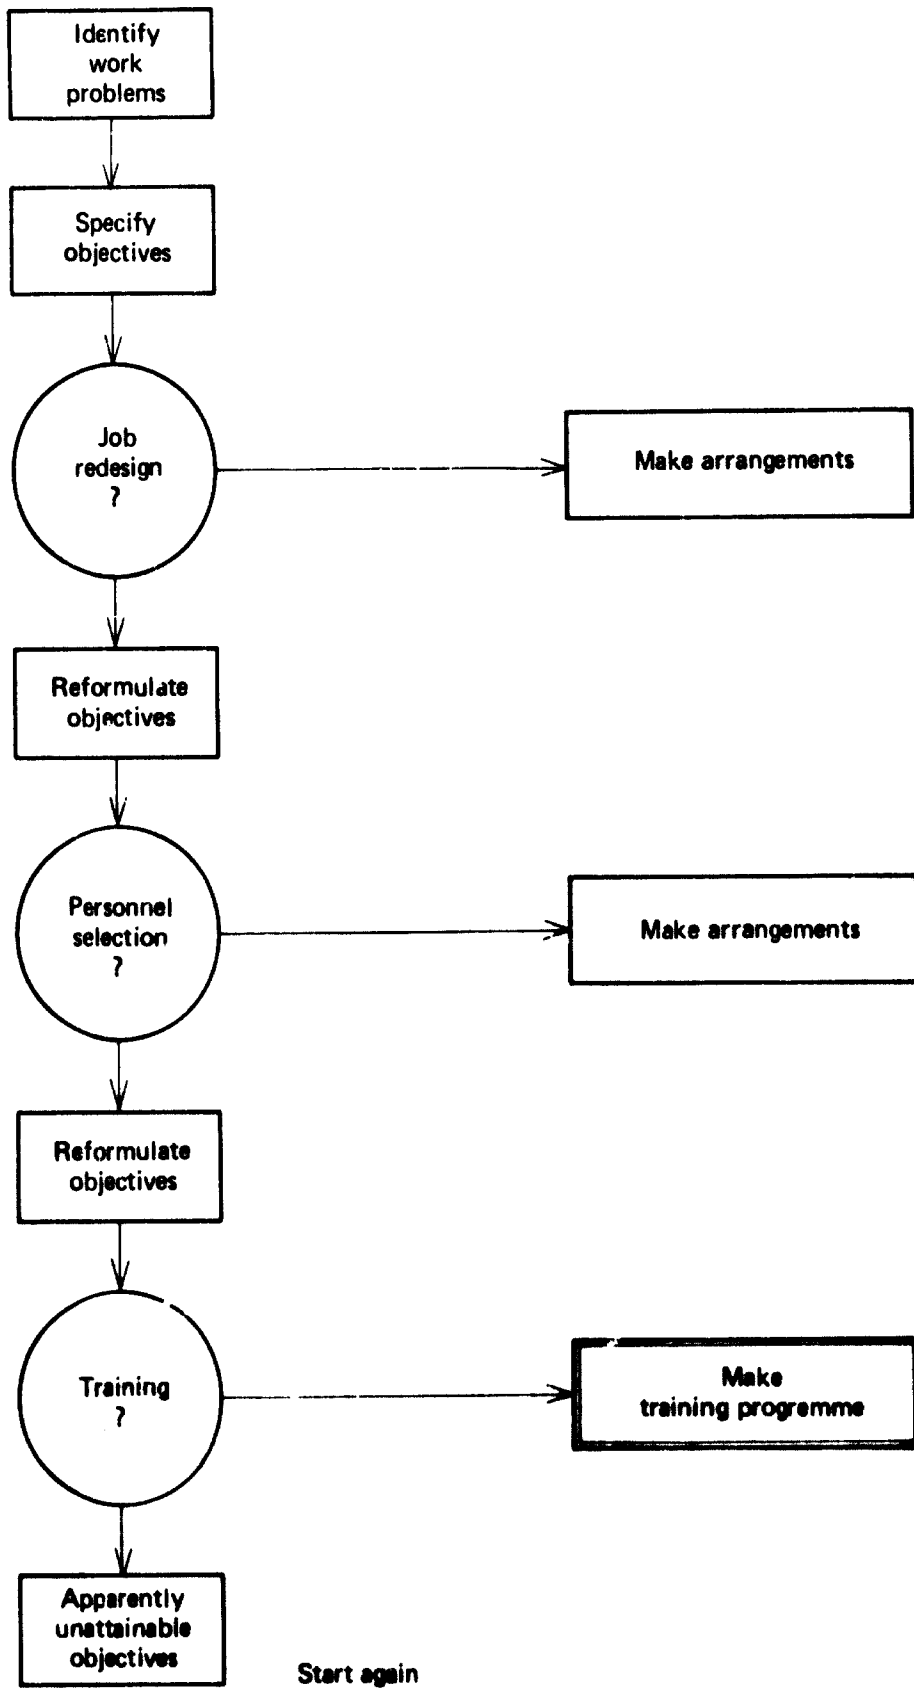 Identify
work
problems
Specify
objectives
Job
redesign
?
Make arrangements
Reformulate
objectives
Personnel
selection
?
Make arrangements
Reformulate
objectives
Training
?
Make
training programme
Apparently
unattainable
objectives
Start again